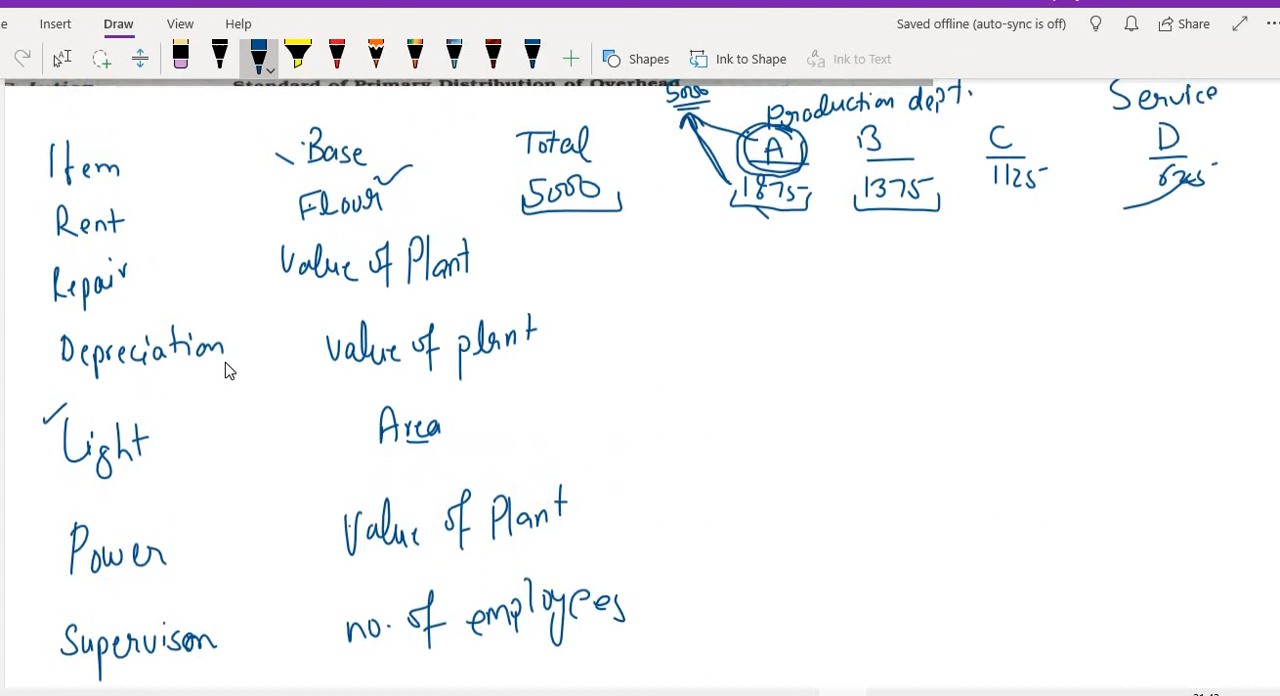 Insert Draw View Help Saved offline (auto-sync is off) Share
Shapes Ink to Shape Ink to Text
Standard of Primary Distribution of Overhead
5000 Production dept. Service
Item Base Total A B C D
Rent Flour 5000 1875 1375 1125 625
Repair Value of Plant
Depreciation value of plant
Light Area
Power Value of Plant
Supervison no. of employees